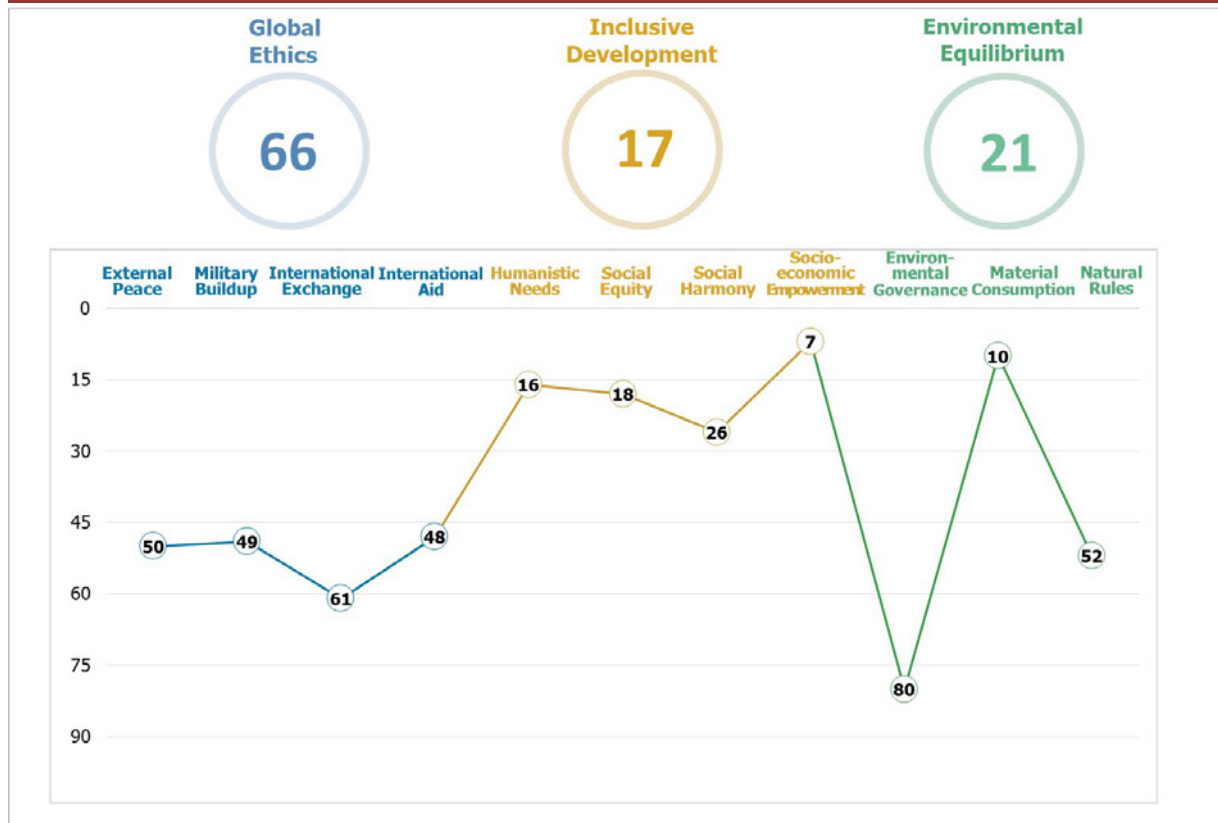 Global
Ethics
66
Inclusive
Development
17
Environmental
Equilibrium
21
External
Peace
Military
Buildup
International
Exchange
International
Aid
Humanistic
Needs
Social
Equity
Social
Harmony
Socio-
economic
Empowerment
Environ-
mental
Governance
Material
Consumption
Natural
Rules
0
15
30
45
60
75
90
50
49
61
48
16
18
26
7
80
10
52